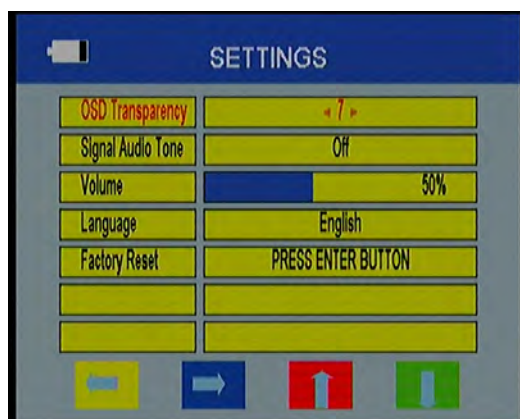 SETTINGS
OSD Transparency ◂ 7 ▸
Signal Audio Tone Off
Volume 50%
Language English
Factory Reset PRESS ENTER BUTTON